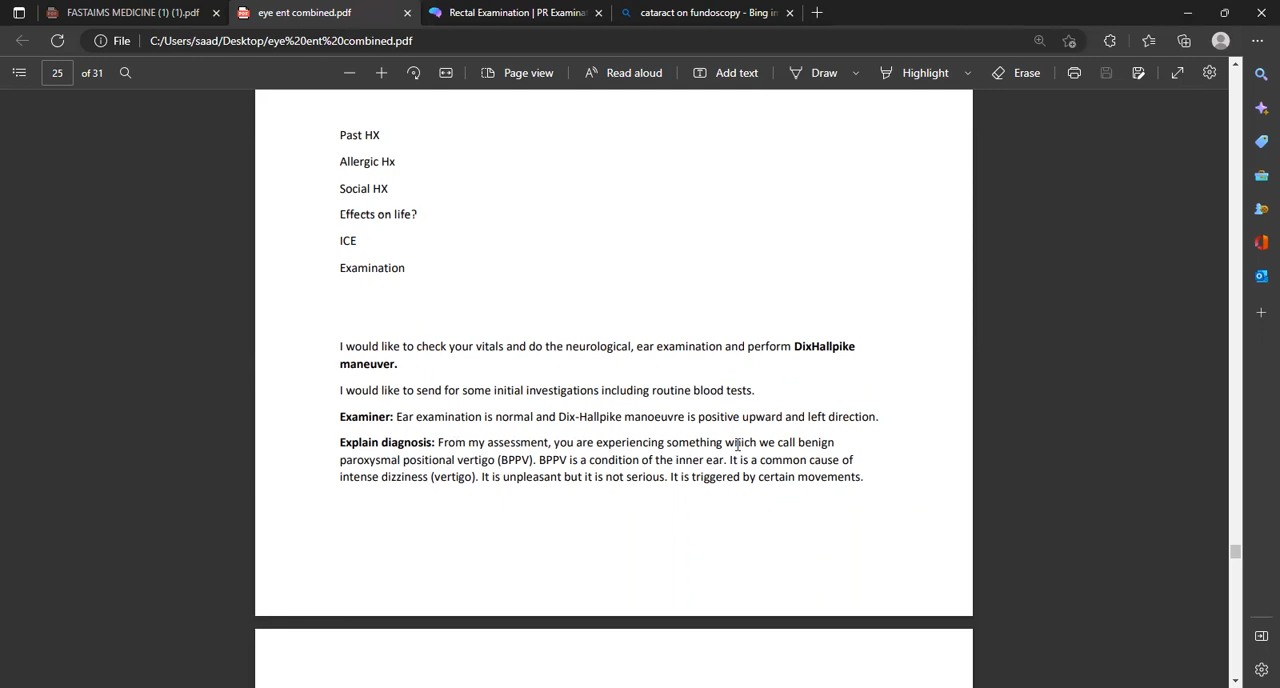 FASTAIMS MEDICINE (1) (1).pdf
eye ent combined.pdf
Rectal Examination | PR Examinat
cataract on fundoscopy - Bing in
File
C:/Users/saad/Desktop/eye%20ent%20combined.pdf
25 of 31
Page view
Read aloud
Add text
Draw
Highlight
Erase
Past HX
Allergic Hx
Social HX
Effects on life?
ICE
Examination
I would like to check your vitals and do the neurological, ear examination and perform DixHallpike
maneuver.
I would like to send for some initial investigations including routine blood tests.
Examiner: Ear examination is normal and Dix-Hallpike manoeuvre is positive upward and left direction.
Explain diagnosis: From my assessment, you are experiencing something which we call benign
paroxysmal positional vertigo (BPPV). BPPV is a condition of the inner ear. It is a common cause of
intense dizziness (vertigo). It is unpleasant but it is not serious. It is triggered by certain movements.